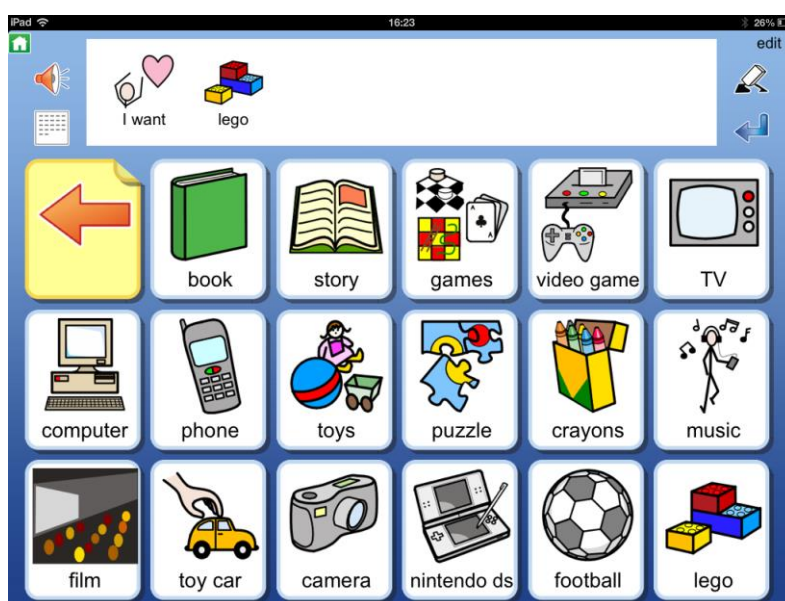 iPad 16:23 26%
edit
I want lego
book story games video game TV
computer phone toys puzzle crayons music
film toy car camera nintendo ds football lego